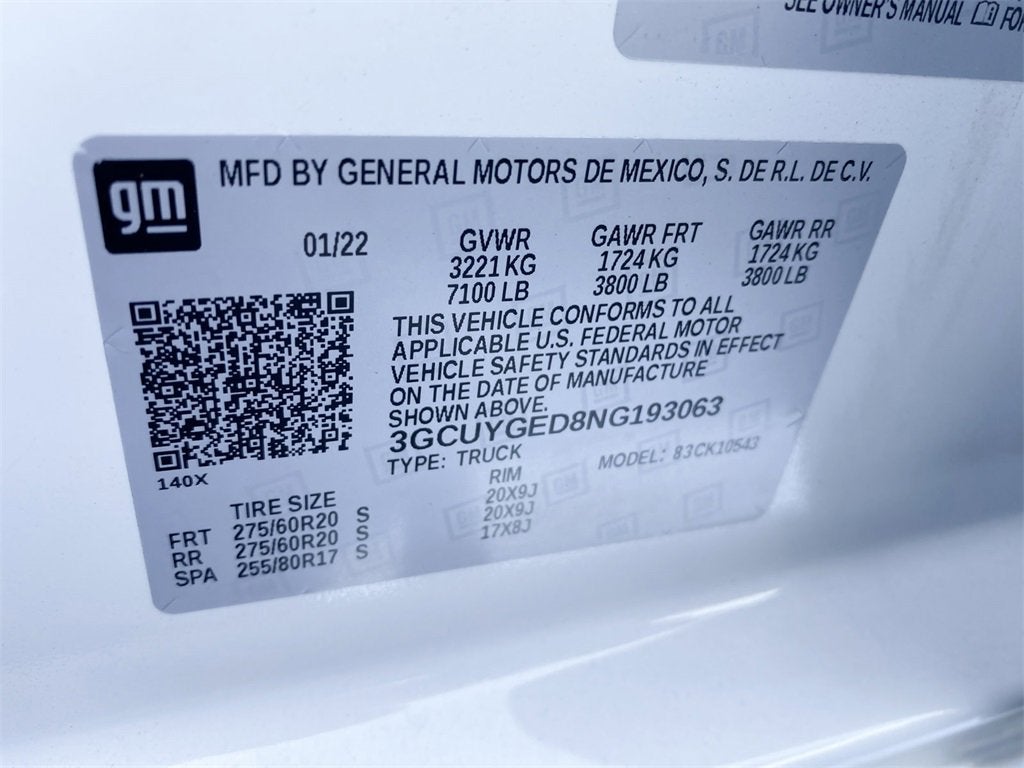 SEE OWNER'S MANUAL FOR
gm
MFD BY GENERAL MOTORS DE MEXICO, S. DE R.L. DE C.V.
01/22 GVWR GAWR FRT GAWR RR
3221 KG 1724 KG 1724 KG
7100 LB 3800 LB 3800 LB
THIS VEHICLE CONFORMS TO ALL
APPLICABLE U.S. FEDERAL MOTOR
VEHICLE SAFETY STANDARDS IN EFFECT
ON THE DATE OF MANUFACTURE
SHOWN ABOVE.
3GCUYGED8NG193063
TYPE: TRUCK MODEL: 83CK10543
140X
TIRE SIZE RIM
FRT 275/60R20 S 20X9J
RR 275/60R20 S 20X9J
SPA 255/80R17 S 17X8J